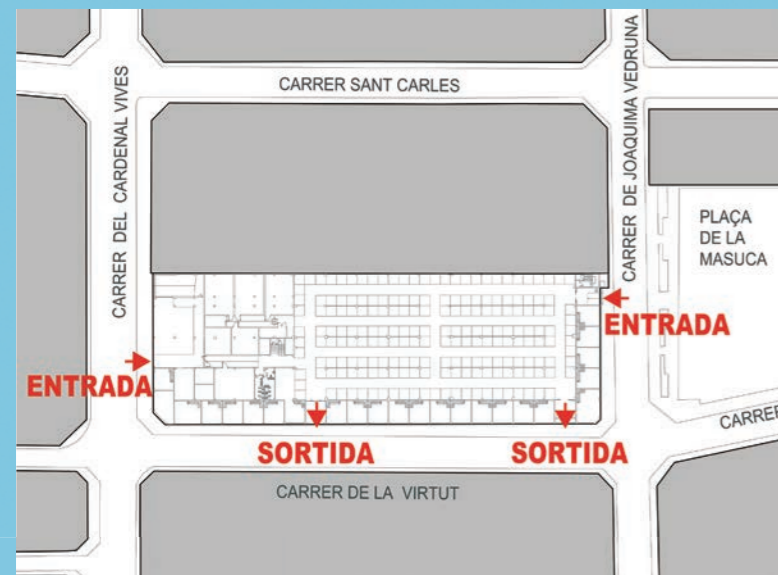 CARRER SANT CARLES
CARRER DEL CARDENAL VIVES
CARRER DE JOAQUIMA VEDRUNA
PLAÇA
DE LA
MASUCA
ENTRADA
ENTRADA
SORTIDA
SORTIDA
CARRER
CARRER DE LA VIRTUT